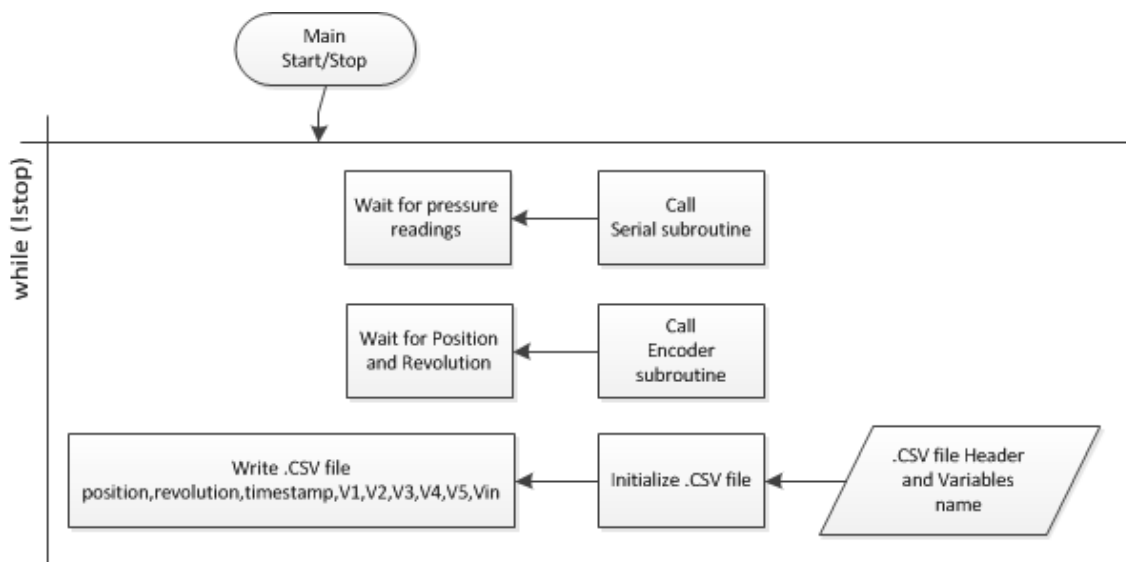 Main
Start/Stop
while (!stop)
Wait for pressure
readings
Call
Serial subroutine
Wait for Position
and Revolution
Call
Encoder
subroutine
Write .CSV file
position,revolution,timestamp,V1,V2,V3,V4,V5,Vin
Initialize .CSV file
.CSV file Header
and Variables
name